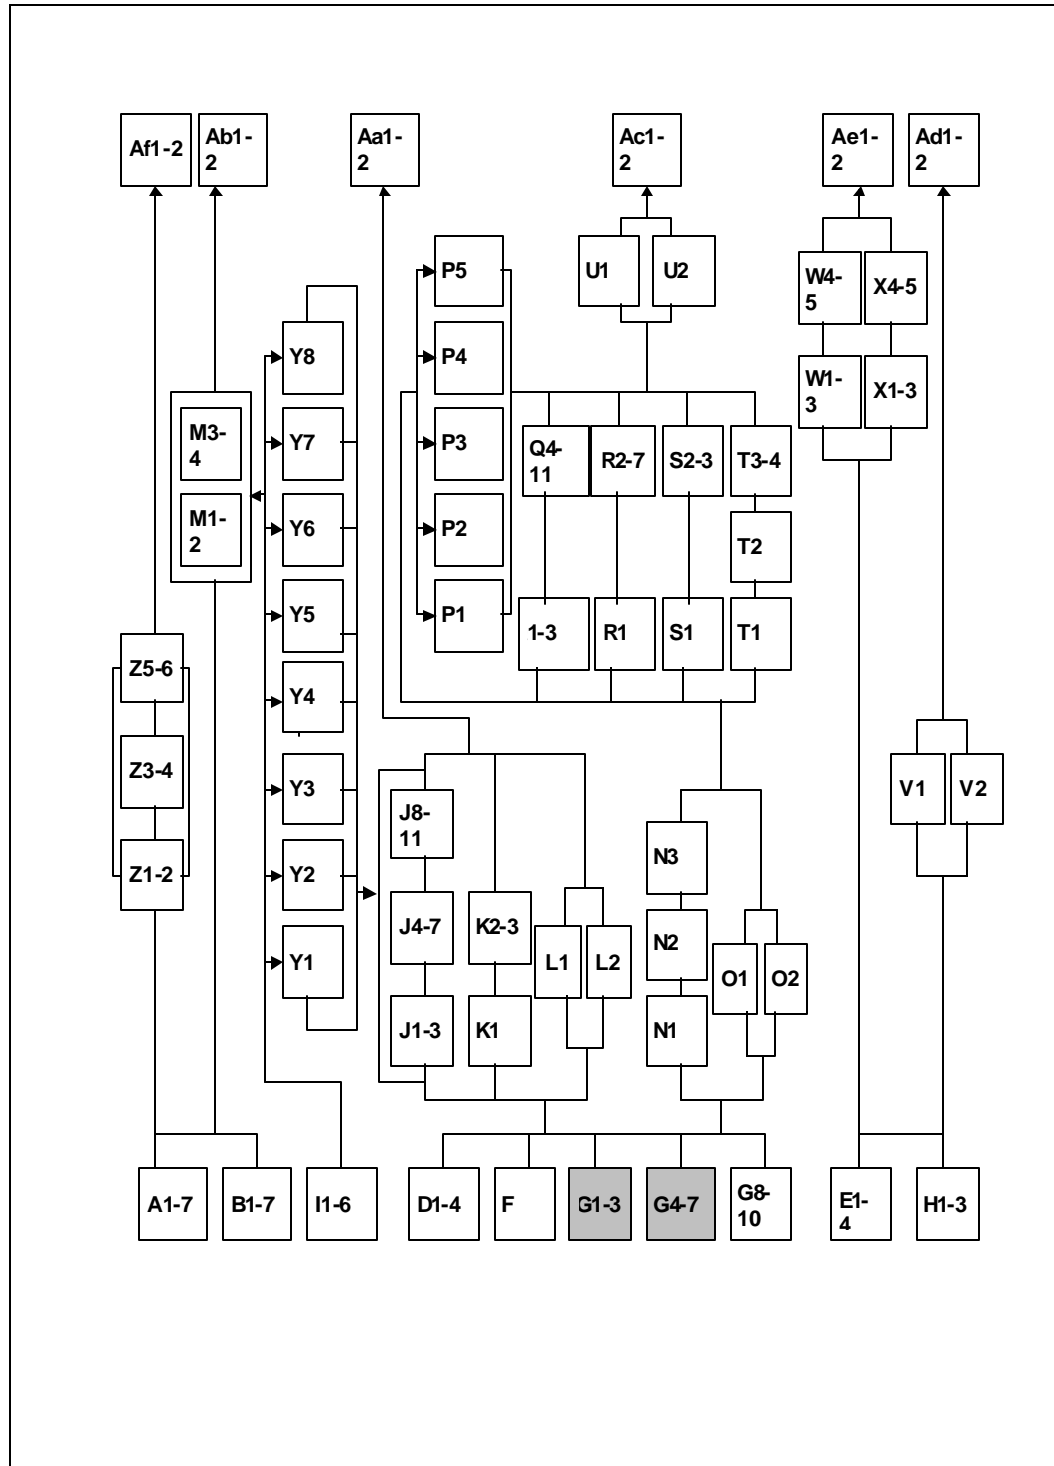 Af1-2
Ab1-
2
Aa1-
2
Ac1-
2
Ae1-
2
Ad1-
2
P5
U1
U2
W4-
5
X4-5
Y8
P4
W1-
3
X1-3
M3-
4
Y7
P3
Q4-
11
R2-7
S2-3
T3-4
M1-
2
Y6
P2
T2
Y5
P1
1-3
R1
S1
T1
Z5-6
Y4
Z3-4
Y3
J8-
11
V1
V2
Z1-2
Y2
N3
J4-7
K2-3
L1
L2
N2
O1
O2
Y1
J1-3
K1
N1
A1-7
B1-7
I1-6
D1-4
F
G1-3
G4-7
G8-
10
E1-
4
H1-3